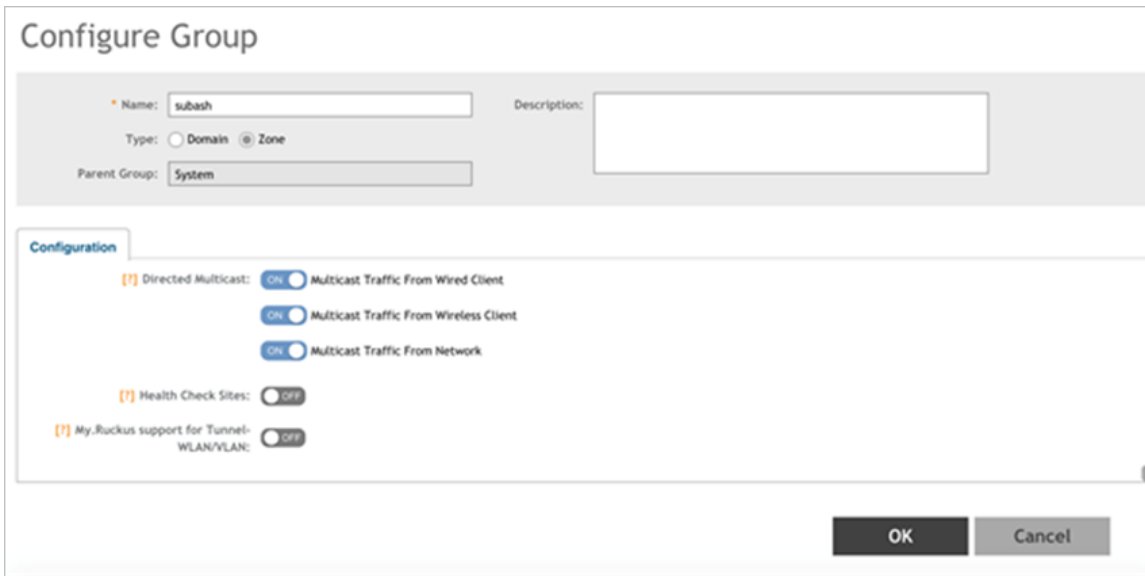 Configure Group
* Name: subash Description:
Type: Domain Zone
Parent Group: System
Configuration
[?] Directed Multicast: ON Multicast Traffic From Wired Client
ON Multicast Traffic From Wireless Client
ON Multicast Traffic From Network
[?] Health Check Sites: OFF
[?] My.Ruckus support for Tunnel-
WLAN/VLAN: OFF
OK Cancel